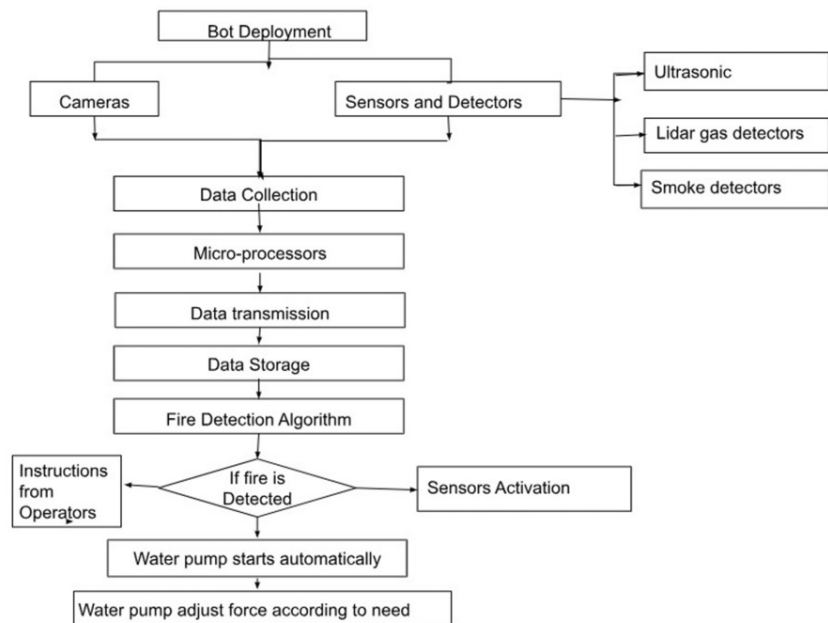 Bot Deployment
Cameras
Sensors and Detectors
Ultrasonic
Lidar gas detectors
Smoke detectors
Data Collection
Micro-processors
Data transmission
Data Storage
Fire Detection Algorithm
Instructions
from
Operators
If fire is
Detected
Sensors Activation
Water pump starts automatically
Water pump adjust force according to need